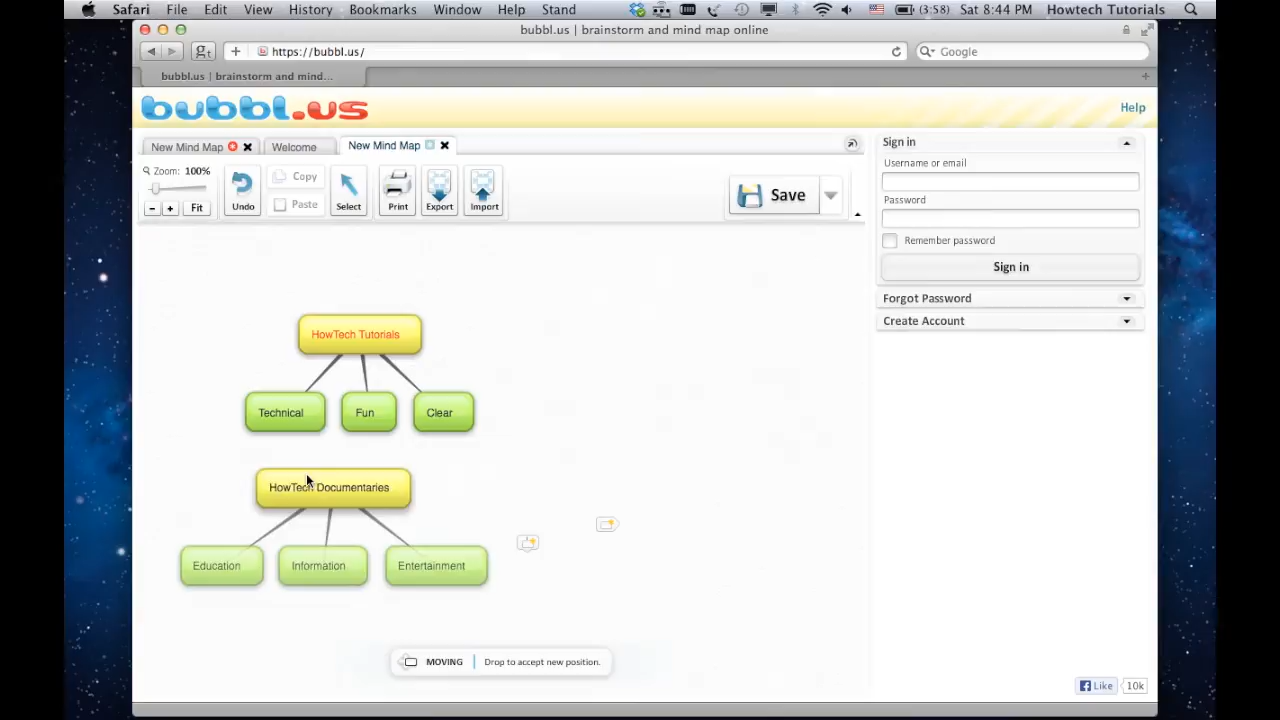 Safari File Edit View History Bookmarks Window Help Stand (3:58) Sat 8:44 PM Howtech Tutorials
bubbl.us | brainstorm and mind map online
https://bubbl.us/ Google
bubbl.us | brainstorm and mind...
bubbl.us
Help
New Mind Map Welcome New Mind Map
Zoom: 100%
Fit
Undo
Copy
Paste
Select
Print
Export
Import
Save
Sign in
Username or email
Password
Remember password
Sign in
Forgot Password
Create Account
HowTech Tutorials
Technical Fun Clear
HowTech Documentaries
Education Information Entertainment
MOVING Drop to accept new position.
Like 10k